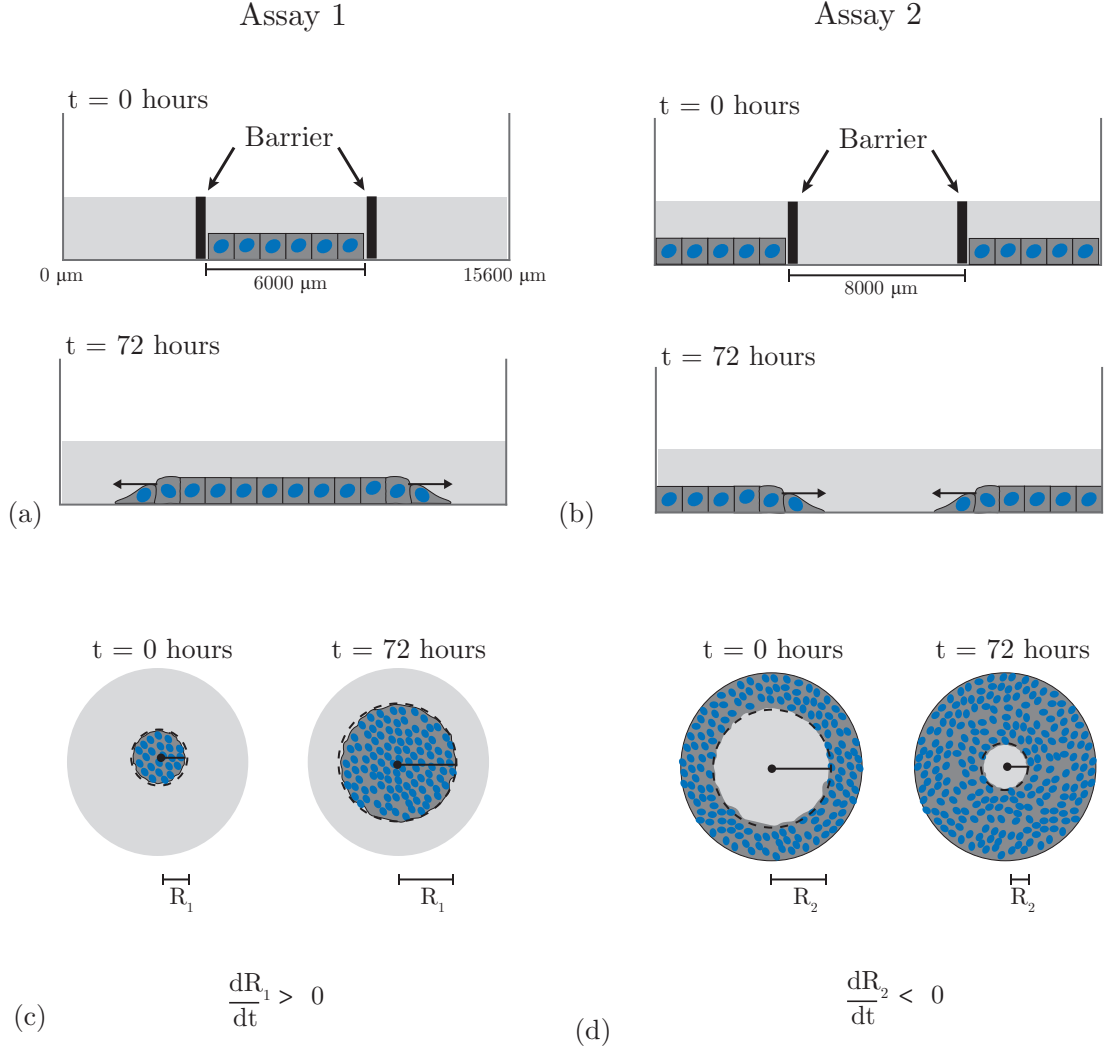 Assay 1
Assay 2
t = 0 hours
Barrier
0 μm
6000 μm
15600 μm
t = 0 hours
Barrier
8000 μm
t = 72 hours
(a)
t = 72 hours
(b)
t = 0 hours
t = 72 hours
R₁
R₁
t = 0 hours
t = 72 hours
R₂
R₂
(c)
dR₁
dt
> 0
(d)
dR₂
dt
< 0